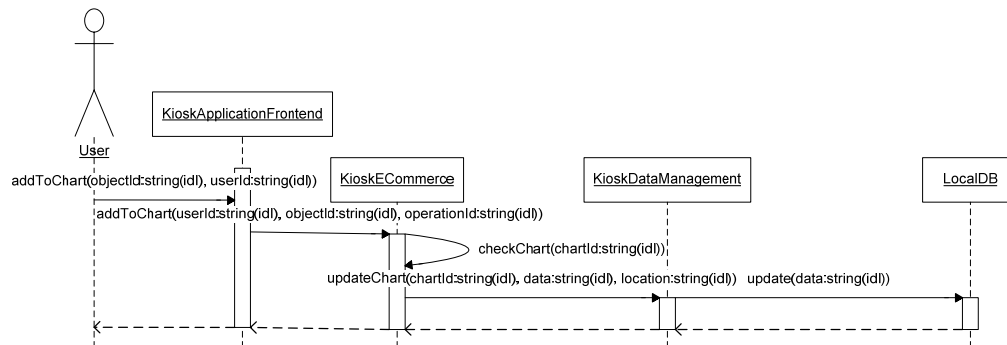 KioskApplicationFrontend
User
addToChart(objectId:string(idl), userId:string(idl))
KioskECommerce
KioskDataManagement
LocalDB
addToChart(userId:string(idl), objectId:string(idl), operationId:string(idl))
checkChart(chartId:string(idl))
updateChart(chartId:string(idl), data:string(idl), location:string(idl))
update(data:string(idl))